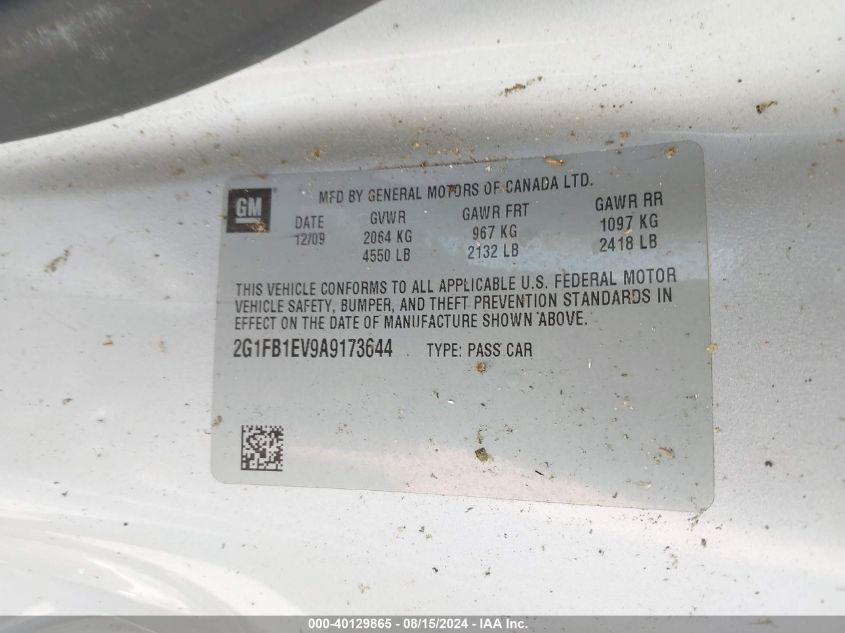 MFD BY GENERAL MOTORS OF CANADA LTD.
GM
DATE GVWR GAWR FRT GAWR RR
12/09 2064 KG 967 KG 1097 KG
4550 LB 2132 LB 2418 LB
THIS VEHICLE CONFORMS TO ALL APPLICABLE U.S. FEDERAL MOTOR
VEHICLE SAFETY, BUMPER, AND THEFT PREVENTION STANDARDS IN
EFFECT ON THE DATE OF MANUFACTURE SHOWN ABOVE.
2G1FB1EV9A9173644 TYPE: PASS CAR
000-40129865 - 08/15/2024 - IAA Inc.